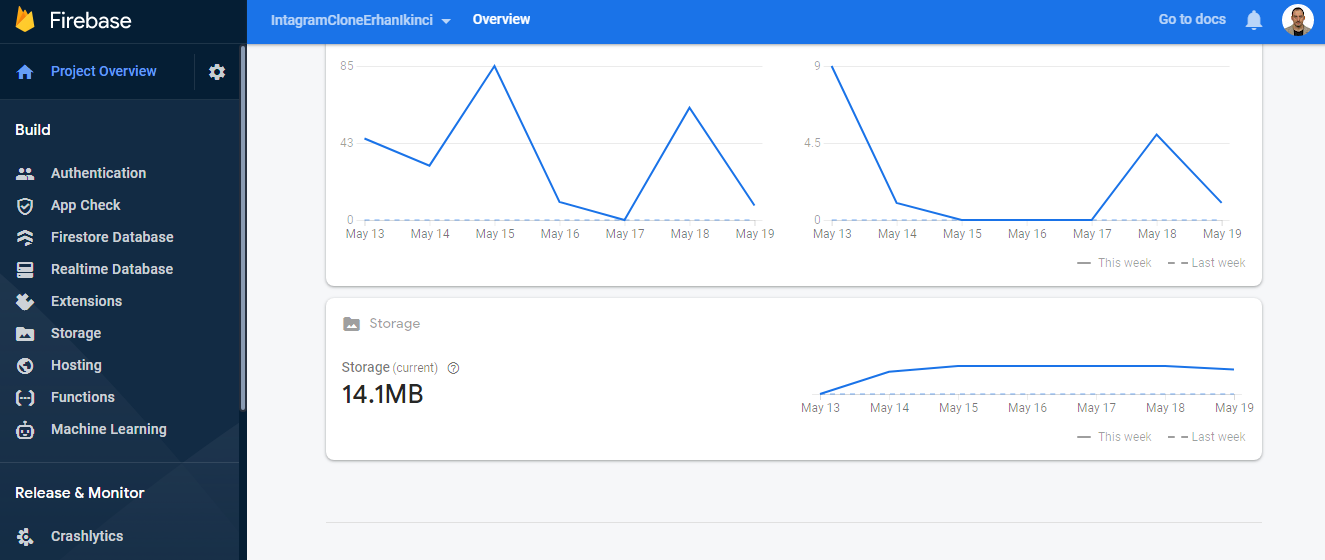 Firebase
IntagramCloneErhanIkinci
Overview
Go to docs
Project Overview
Build
Authentication
App Check
Firestore Database
Realtime Database
Extensions
Storage
Hosting
Functions
Machine Learning
Release & Monitor
Crashlytics
85
43
0
May 13 May 14 May 15 May 16 May 17 May 18 May 19
9
4.5
0
May 13 May 14 May 15 May 16 May 17 May 18 May 19
This week Last week
Storage
Storage (current) ?
14.1MB
May 13 May 14 May 15 May 16 May 17 May 18 May 19
This week Last week